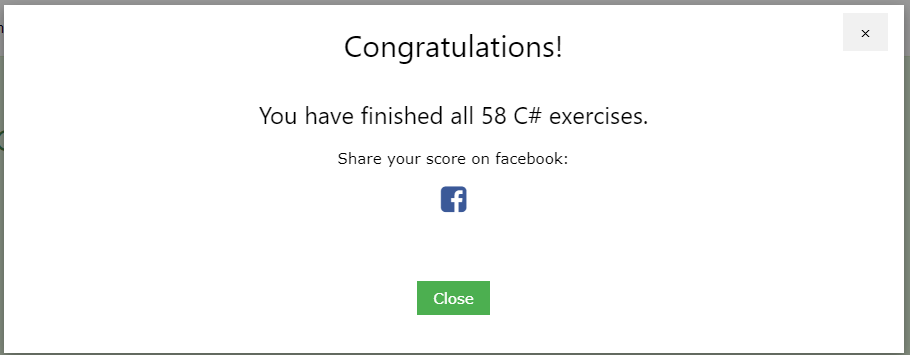 ×
Congratulations!
You have finished all 58 C# exercises.
Share your score on facebook:
Close